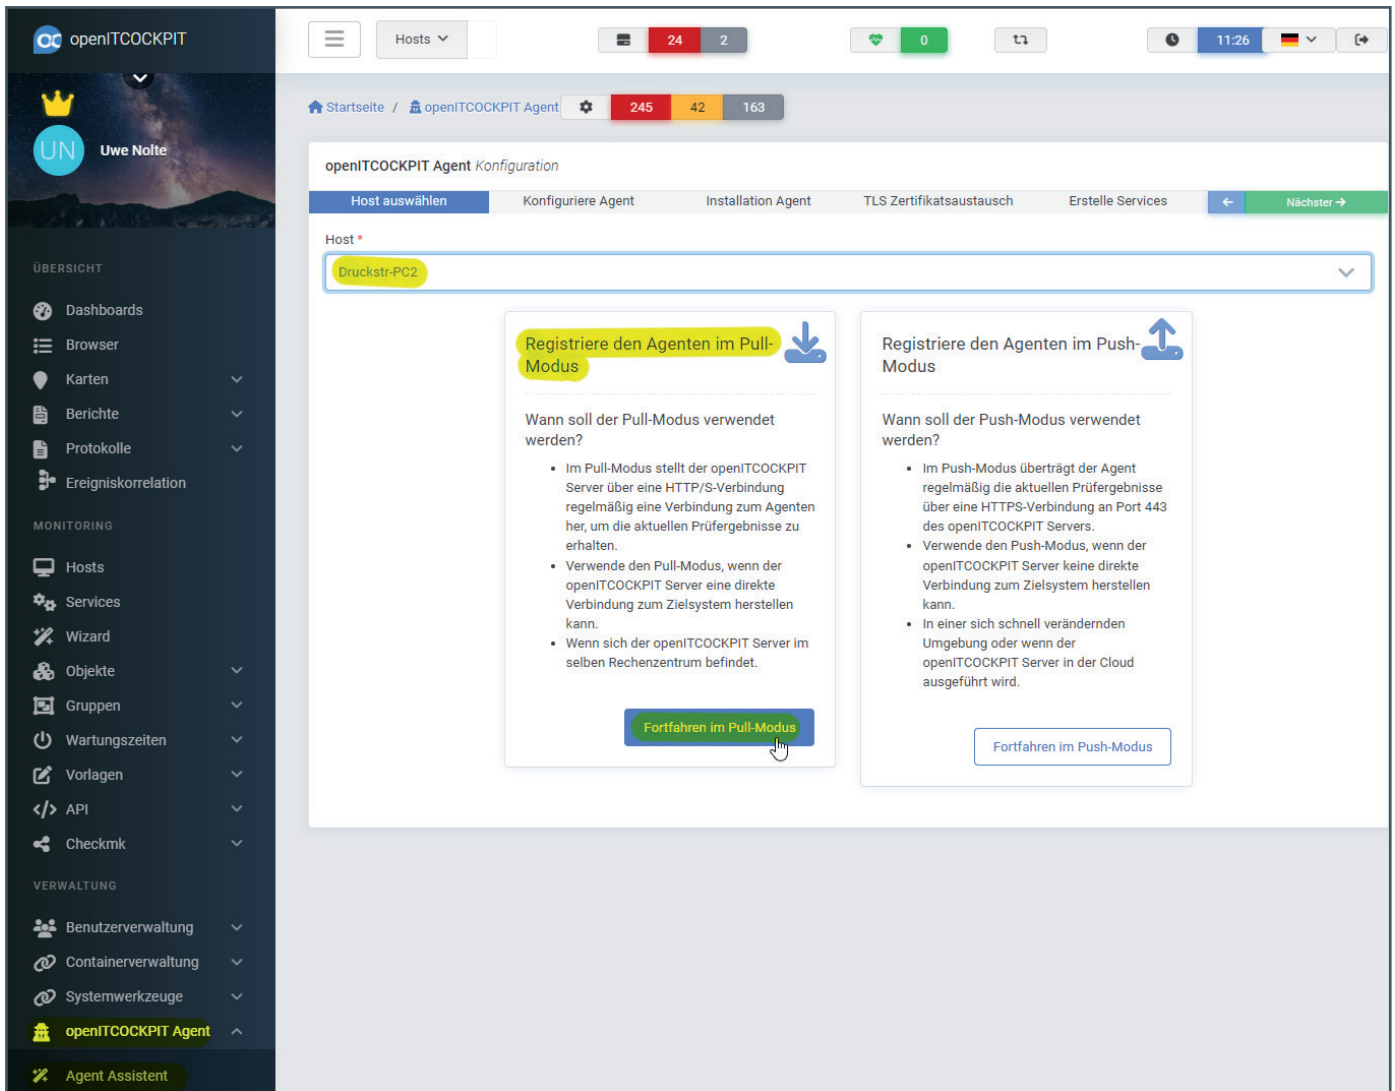 openITCOCKPIT
Hosts
24 2
0
11:26
UN
Uwe Nolte
Startseite / openITCOCKPIT Agent
245 42 163
openITCOCKPIT Agent Konfiguration
Host auswählen Konfiguriere Agent Installation Agent TLS Zertifikatsaustausch Erstelle Services Nächster
Host *
Druckstr-PC2
Registriere den Agenten im Pull-
Modus
Wann soll der Pull-Modus verwendet
werden?
Im Pull-Modus stellt der openITCOCKPIT
Server über eine HTTP/S-Verbindung
regelmäßig eine Verbindung zum Agenten
her, um die aktuellen Prüfergebnisse zu
erhalten.
Verwende den Pull-Modus, wenn der
openITCOCKPIT Server eine direkte
Verbindung zum Zielsystem herstellen
kann.
Wenn sich der openITCOCKPIT Server im
selben Rechenzentrum befindet.
Fortfahren im Pull-Modus
Registriere den Agenten im Push-
Modus
Wann soll der Push-Modus verwendet
werden?
Im Push-Modus überträgt der Agent
regelmäßig die aktuellen Prüfergebnisse
über eine HTTPS-Verbindung an Port 443
des openITCOCKPIT Servers.
Verwende den Push-Modus, wenn der
openITCOCKPIT Server keine direkte
Verbindung zum Zielsystem herstellen
kann.
In einer sich schnell verändernden
Umgebung oder wenn der
openITCOCKPIT Server in der Cloud
ausgeführt wird.
Fortfahren im Push-Modus
ÜBERSICHT
Dashboards
Browser
Karten
Berichte
Protokolle
Ereigniskorrelation
MONITORING
Hosts
Services
Wizard
Objekte
Gruppen
Wartungszeiten
Vorlagen
API
Checkmk
VERWALTUNG
Benutzerverwaltung
Containerverwaltung
Systemwerkzeuge
openITCOCKPIT Agent
Agent Assistent